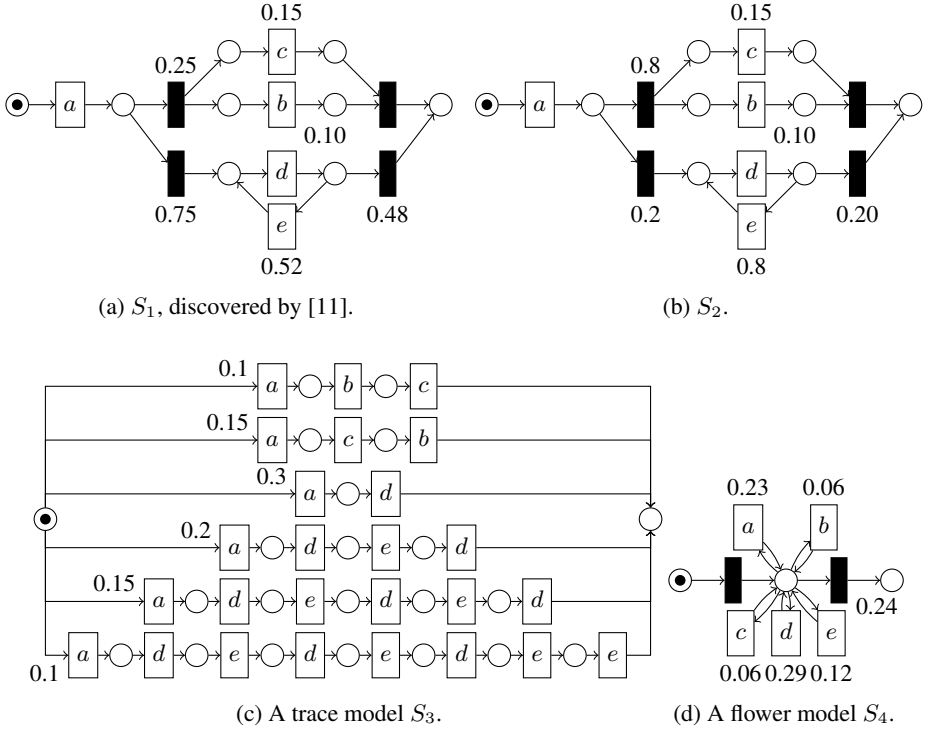 0.15 0.15
c c
0.25 0.8
a b a b
0.10 0.10
d d
0.75 0.48 0.2 0.20
e e
0.52 0.8
(a) S₁, discovered by [11]. (b) S₂.
0.1 a b c
0.15 a c b
0.3 a d
0.23 0.06
0.2 a d e d
a b
0.15 a d e d e d
0.24
c d e
0.1 a d e d e d e e
0.06 0.29 0.12
(c) A trace model S₃. (d) A flower model S₄.